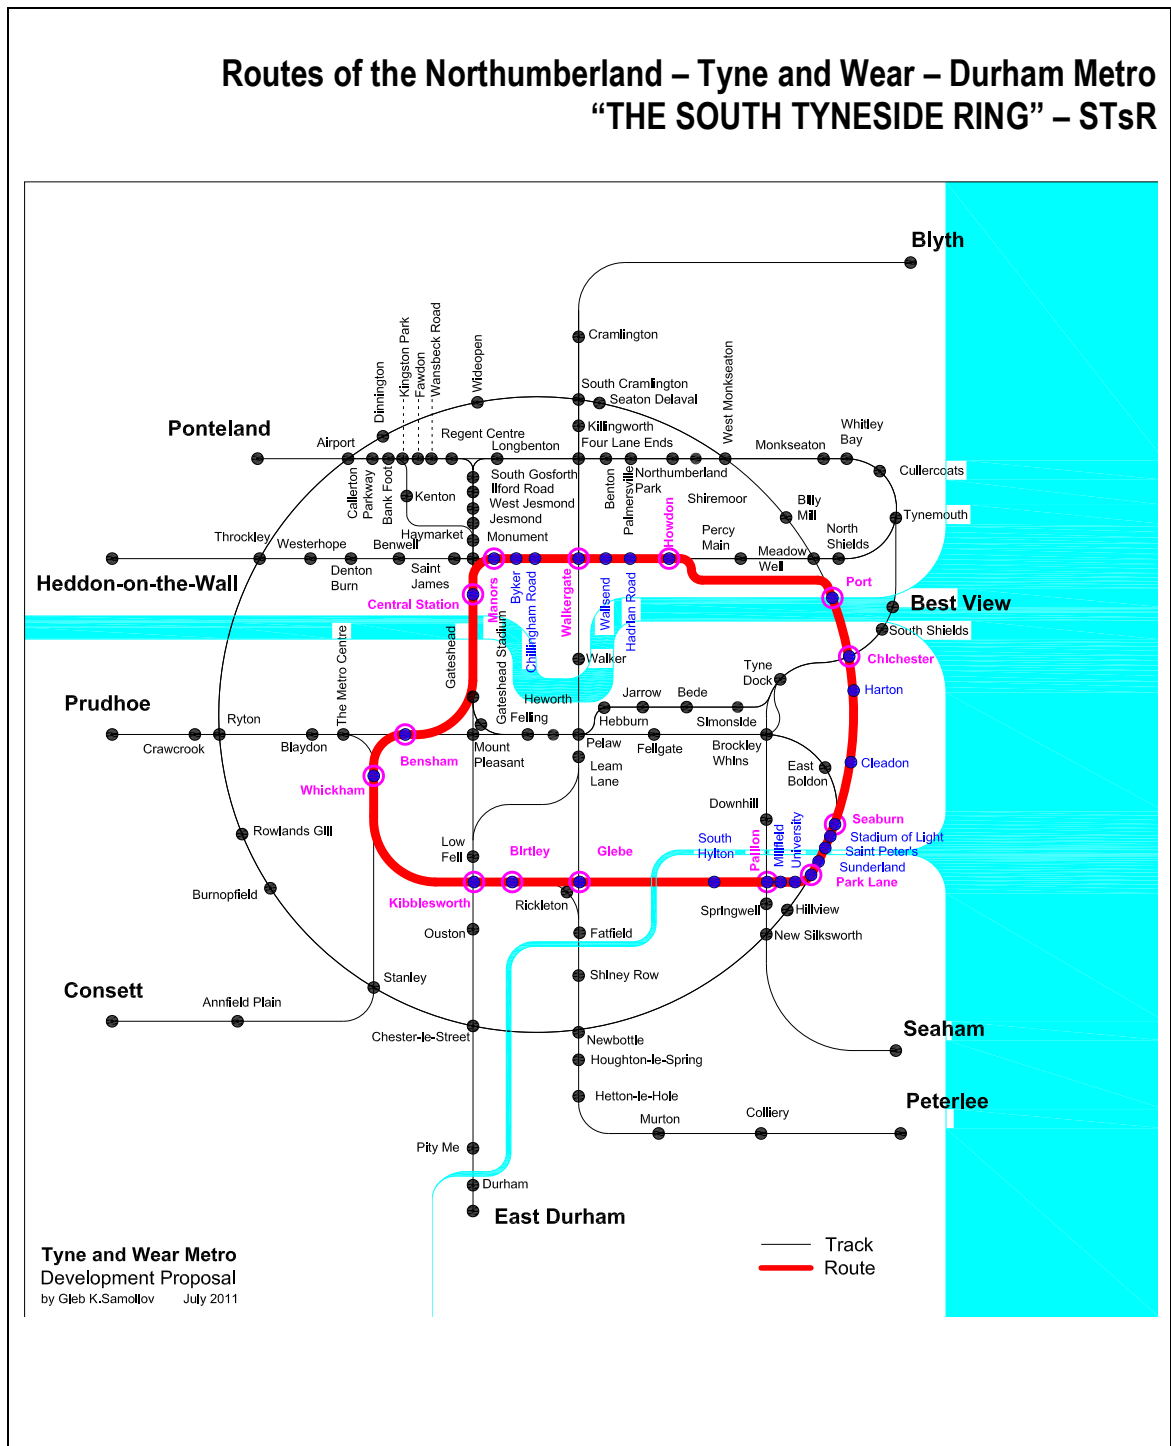 Routes of the Northumberland – Tyne and Wear – Durham Metro
“THE SOUTH TYNESIDE RING” – STsR
Blyth
Cramlington
Wideopen
Wansbeck Road
Fawdon
Kingston Park
Dinnington
South Cramlington
Seaton Delaval
West Monkseaton
Whitley
Bay
Ponteland
Airport
Regent Centre
Longbenton
Killingworth
Four Lane Ends
Monkseaton
Cullercoats
Callerton
Parkway
Bank Foot
Kenton
South Gosforth
Ilford Road
West Jesmond
Jesmond
Haymarket
Benton
Palmersville
Northumberland
Park
Shiremoor
Billy
Mill
Tynemouth
Throckley
Westerhope
Benwell
Monument
Howdon
Percy
Main
Meadow
Well
North
Shields
Heddon-on-the-Wall
Denton
Burn
Saint
James
Manors
Byker
Chillingham Road
Walkergate
Wallsend
Hadrian Road
Port
Central Station
Best View
South Shields
Gateshead
Gateshead Stadium
Walker
Chichester
The Metro Centre
Tyne
Dock
Harton
Prudhoe
Ryton
Heworth
Jarrow
Bede
Hebburn
Simonside
Felling
Crawcrook
Blaydon
Bensham
Mount
Pleasant
Pelaw
Fellgate
Brockley
Whins
Leam
Lane
East
Boldon
Cleadon
Whickham
Downhill
Seaburn
Rowlands Gill
Low
Fell
Birtley
Glebe
South
Hylton
Pallion
Millfield
University
Stadium of Light
Saint Peter's
Sunderland
Park Lane
Burnopfield
Kibblesworth
Rickleton
Springwell
Hillview
Ouston
Fatfield
New Silksworth
Consett
Stanley
Shiney Row
Annfield Plain
Chester-le-Street
Newbottle
Seaham
Houghton-le-Spring
Hetton-le-Hole
Murton
Colliery
Peterlee
Pity Me
Durham
East Durham
Track
Route
Tyne and Wear Metro
Development Proposal
by Gleb K.Samoilov July 2011